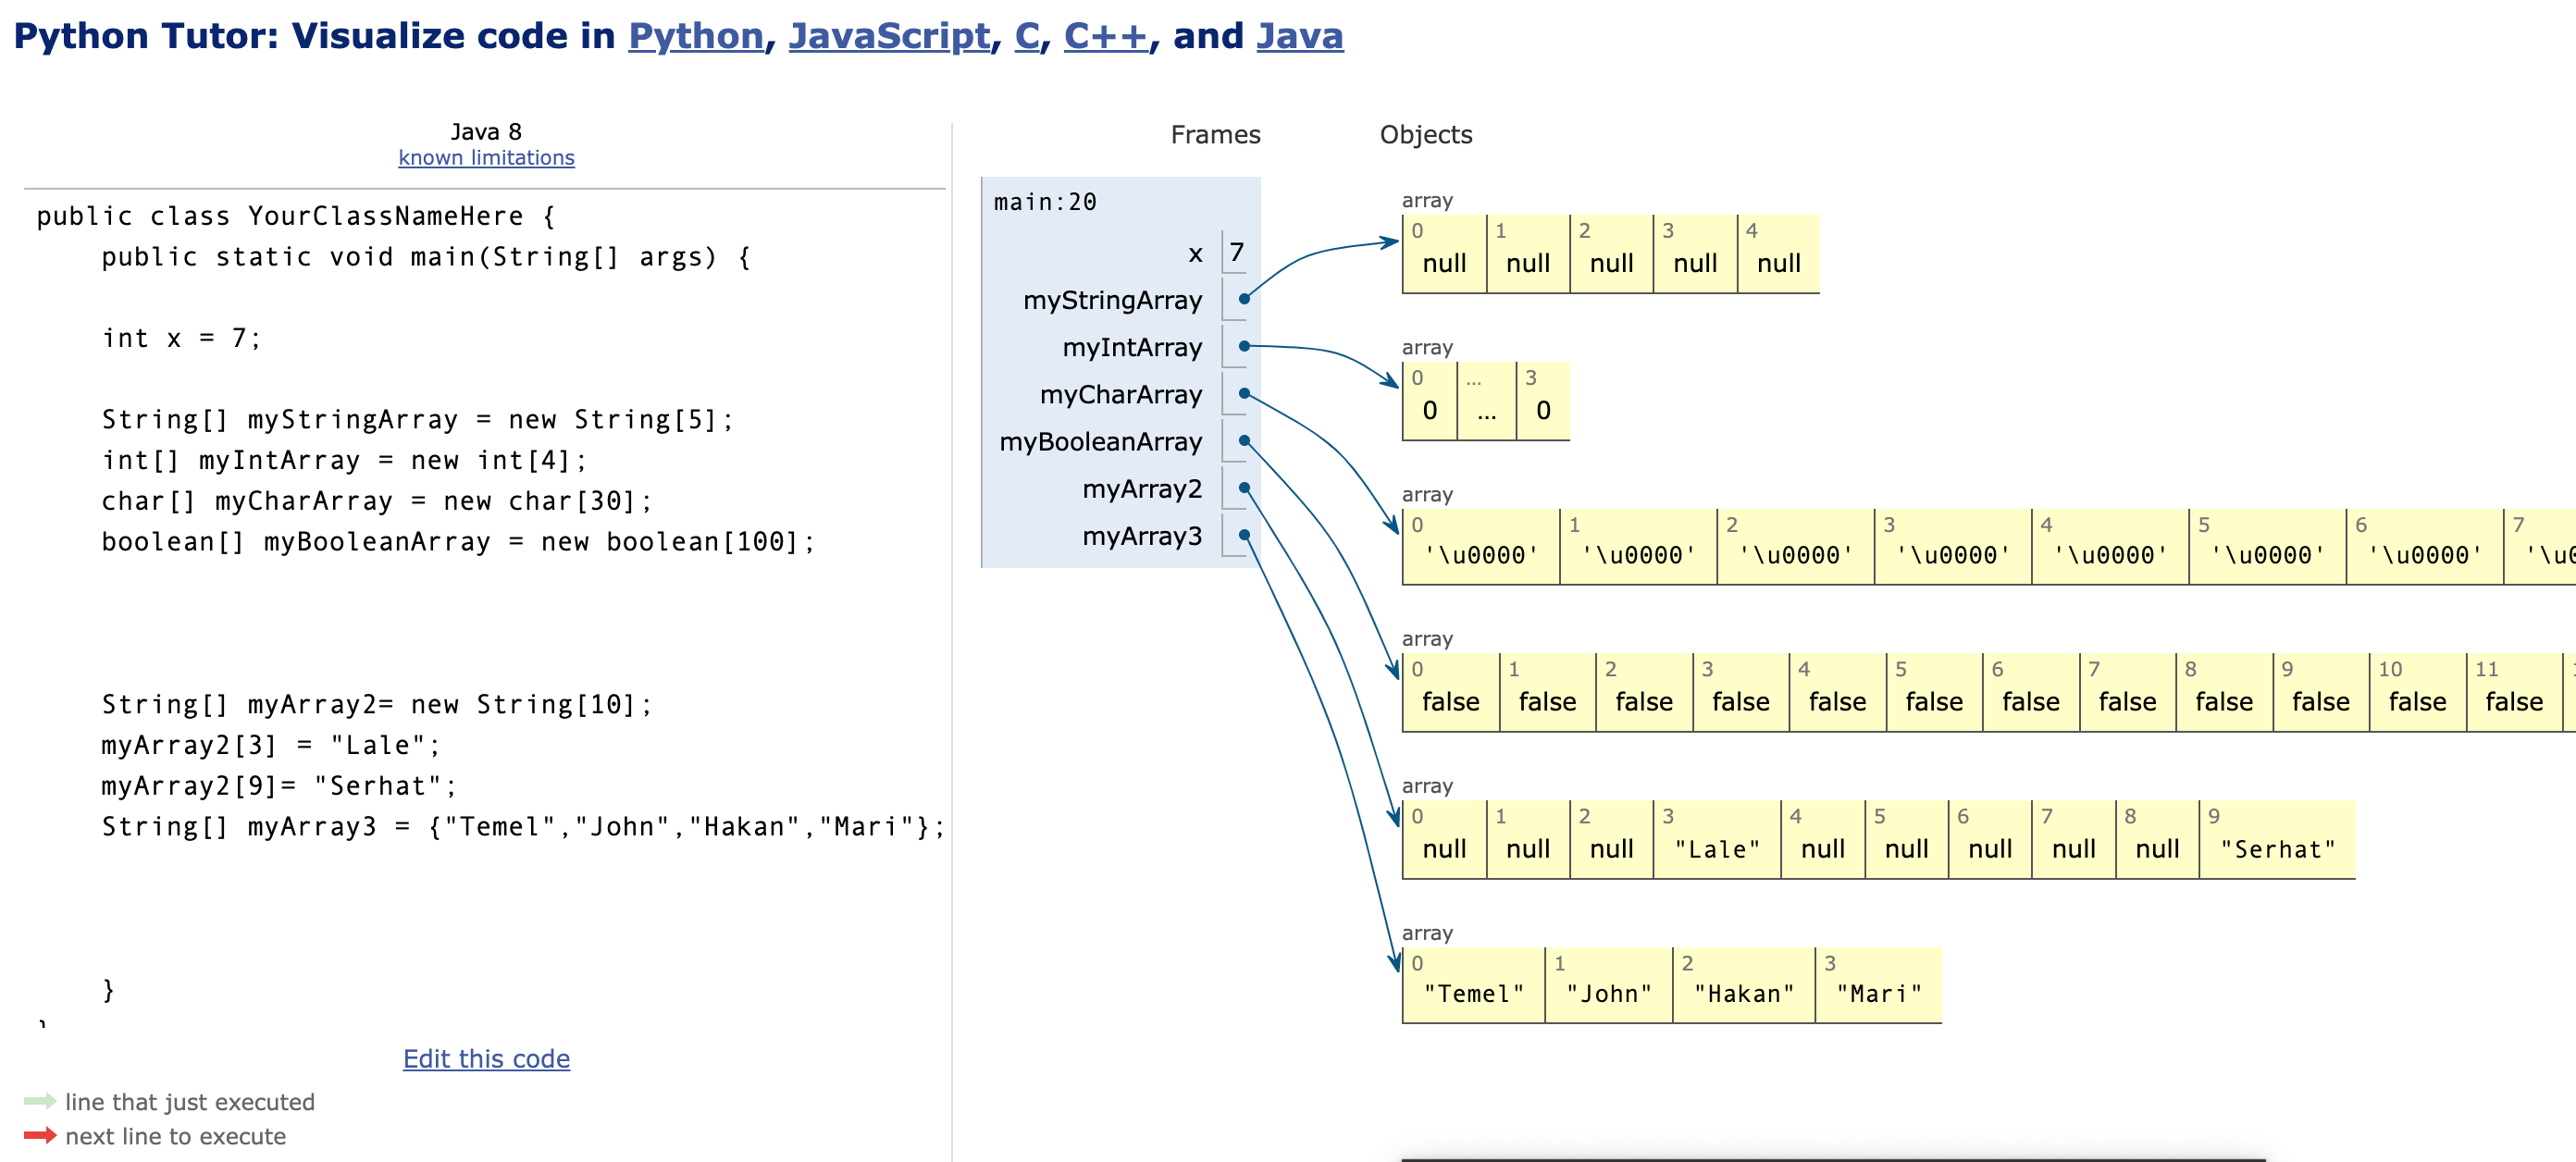 Python Tutor: Visualize code in Python, JavaScript, C, C++, and Java
Java 8
known limitations
public class YourClassNameHere {
public static void main(String[] args) {
int x = 7;
String[] myStringArray = new String[5];
int[] myIntArray = new int[4];
char[] myCharArray = new char[30];
boolean[] myBooleanArray = new boolean[100];
String[] myArray2= new String[10];
myArray2[3] = "Lale";
myArray2[9]= "Serhat";
String[] myArray3 = {"Temel","John","Hakan","Mari"};
}
Edit this code
line that just executed
next line to execute
Frames
Objects
main:20
x 7
myStringArray
myIntArray
myCharArray
myBooleanArray
myArray2
myArray3
array
0 1 2 3 4
null null null null null
array
0 ... 3
0 ... 0
array
0 1 2 3 4 5 6 7
'\u0000' '\u0000' '\u0000' '\u0000' '\u0000' '\u0000' '\u0000'
array
0 1 2 3 4 5 6 7 8 9 10 11
false false false false false false false false false false false false
array
0 1 2 3 4 5 6 7 8 9
null null null "Lale" null null null null null "Serhat"
array
0 1 2 3
"Temel" "John" "Hakan" "Mari"